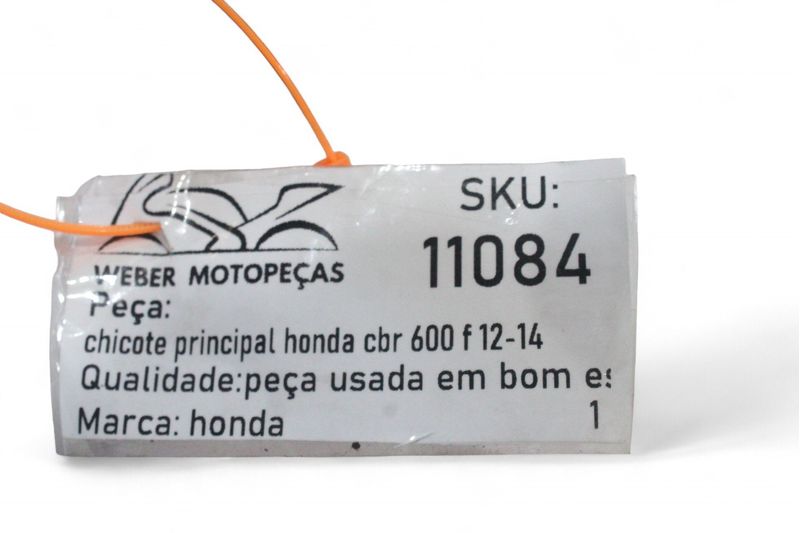 SKU:
11084
WEBER MOTOPEÇAS
Peça:
chicote principal honda cbr 600 f 12-14
Qualidade:peça usada em bom es
Marca: honda
1